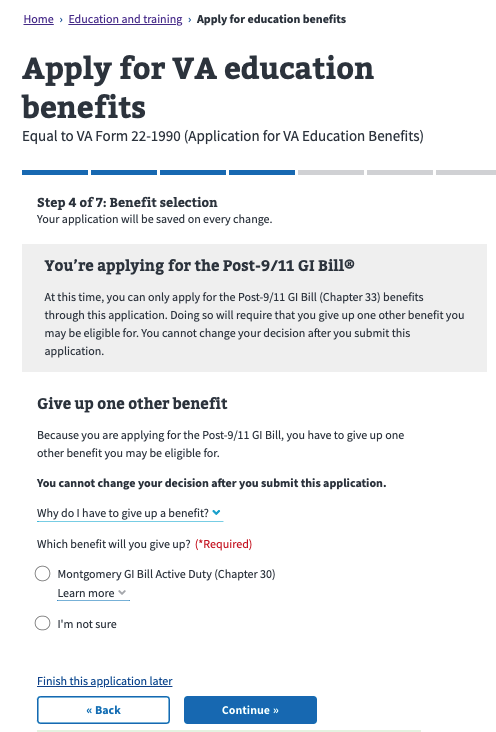 Home › Education and training › Apply for education benefits
Apply for VA education
benefits
Equal to VA Form 22-1990 (Application for VA Education Benefits)
Step 4 of 7: Benefit selection
Your application will be saved on every change.
You’re applying for the Post-9/11 GI Bill®
At this time, you can only apply for the Post-9/11 GI Bill (Chapter 33) benefits
through this application. Doing so will require that you give up one other benefit you
may be eligible for. You cannot change your decision after you submit this
application.
Give up one other benefit
Because you are applying for the Post-9/11 GI Bill, you have to give up one
other benefit you may be eligible for.
You cannot change your decision after you submit this application.
Why do I have to give up a benefit?
Which benefit will you give up? (*Required)
Montgomery GI Bill Active Duty (Chapter 30)
Learn more
I'm not sure
Finish this application later
« Back
Continue »